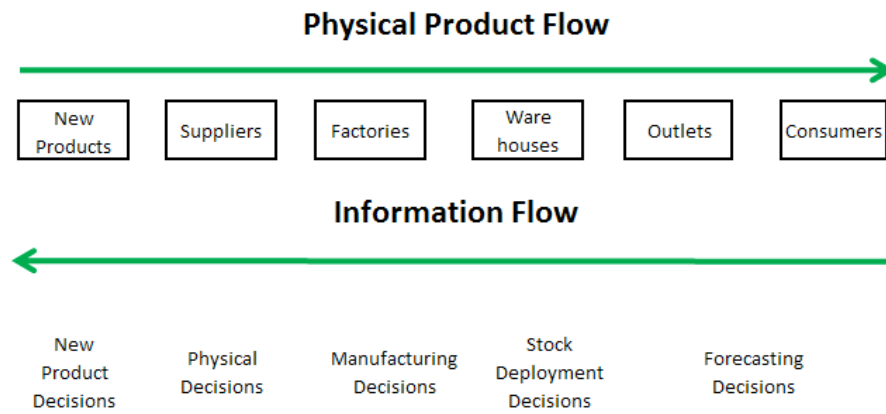 Physical Product Flow
New
Products
Suppliers
Factories
Ware
houses
Outlets
Consumers
Information Flow
New
Product
Decisions
Physical
Decisions
Manufacturing
Decisions
Stock
Deployment
Decisions
Forecasting
Decisions